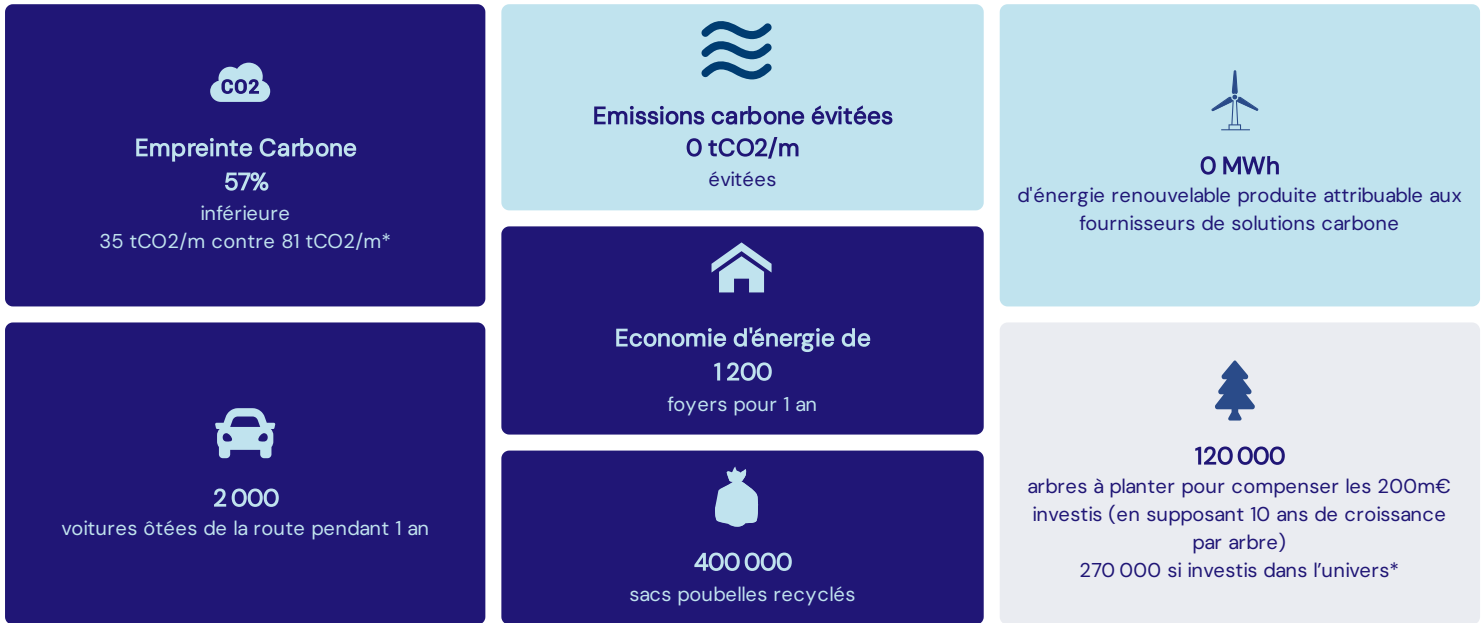 CO2
Empreinte Carbone
57%
inférieure
35 tCO2/m contre 81 tCO2/m*
2 000
voitures ôtées de la route pendant 1 an
Emissions carbone évitées
0 tCO2/m
évitées
Economie d'énergie de
1 200
foyers pour 1 an
400 000
sacs poubelles recyclés
0 MWh
d'énergie renouvelable produite attribuable aux
fournisseurs de solutions carbone
120 000
arbres à planter pour compenser les 200m€
investis (en supposant 10 ans de croissance
par arbre)
270 000 si investis dans l’univers*